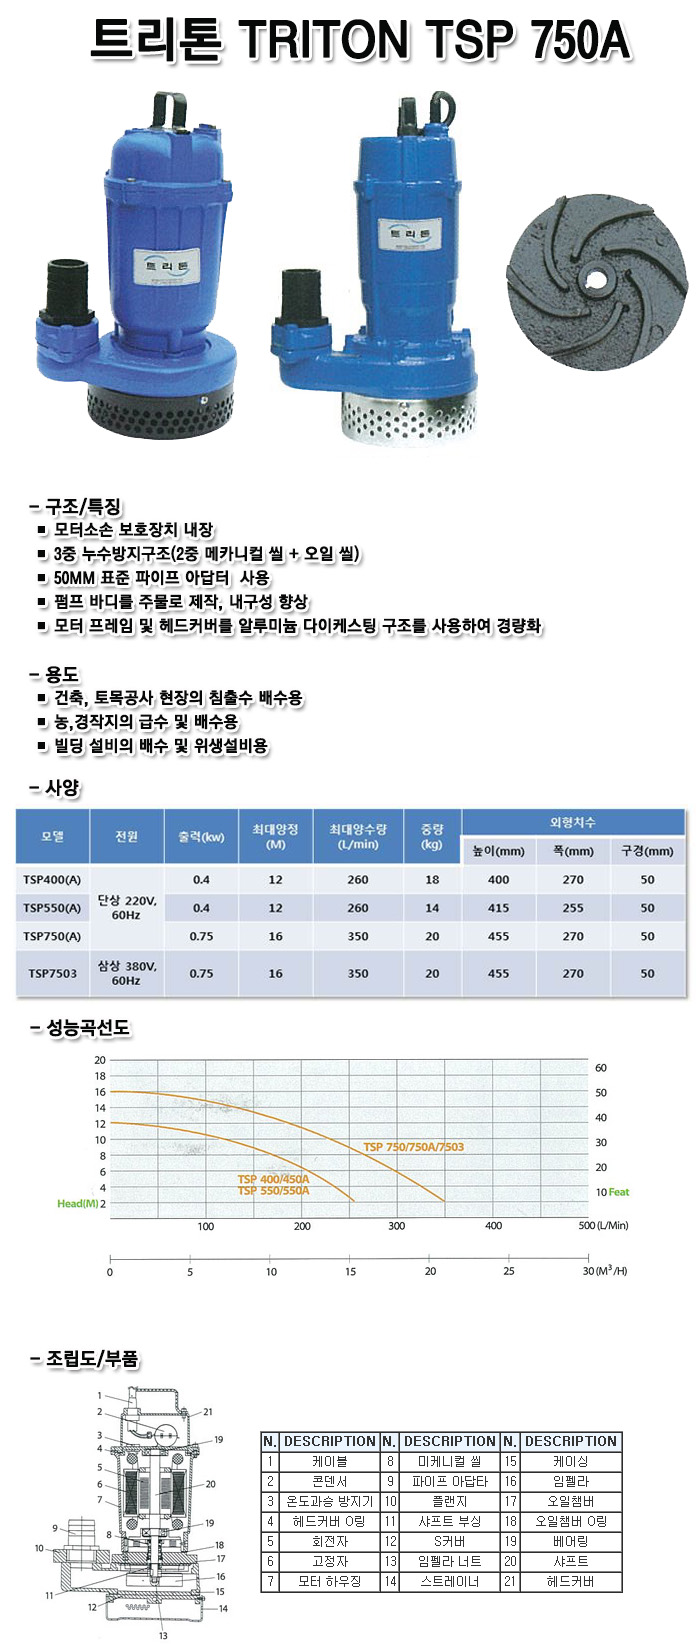 트리톤 TRITON TSP 750A
트리톤
트리톤
- 구조/특징
■ 모터소손 보호장치 내장
■ 3중 누수방지구조(2중 메카니컬 씰 + 오일 씰)
■ 50MM 표준 파이프 아답터 사용
■ 펌프 바디를 주물로 제작, 내구성 향상
■ 모터 프레임 및 헤드커버를 알루미늄 다이케스팅 구조를 사용하여 경량화
- 용도
■ 건축, 토목공사 현장의 침출수 배수용
■ 농,경작지의 급수 및 배수용
■ 빌딩 설비의 배수 및 위생설비용
- 사양
모델 전원 출력(kw) 최대양정 (M) 최대양수량 (L/min) 중량 (kg) 외형치수
높이(mm) 폭(mm) 구경(mm)
TSP400(A) 단상 220V, 60Hz 0.4 12 260 18 400 270 50
TSP550(A) 0.4 12 260 14 415 255 50
TSP750(A) 0.75 16 350 20 455 270 50
TSP7503 삼상 380V, 60Hz 0.75 16 350 20 455 270 50
- 성능곡선도
20
18
16
14
12
10
8
6
4
Head(M) 2
60
50
40
30
20
10 Feat
TSP 750/750A/7503
TSP 400/450A
TSP 550/550A
100 200 300 400 500 (L/Min)
0 5 10 15 20 25 30 (M³/H)
- 조립도/부품
1
2
3
4
5
6
7
8
9
10
11
12
13
14
15
16
17
18
19
20
19
21
N. DESCRIPTION N. DESCRIPTION N. DESCRIPTION
1 케이블 8 미케니컬 씰 15 케이싱
2 콘덴서 9 파이프 아답타 16 임펠라
3 온도과승 방지기 10 플랜지 17 오일챔버
4 헤드커버 O링 11 샤프트 부싱 18 오일챔버 O링
5 회전자 12 S커버 19 베어링
6 고정자 13 임펠라 너트 20 샤프트
7 모터 하우징 14 스트레이너 21 헤드커버